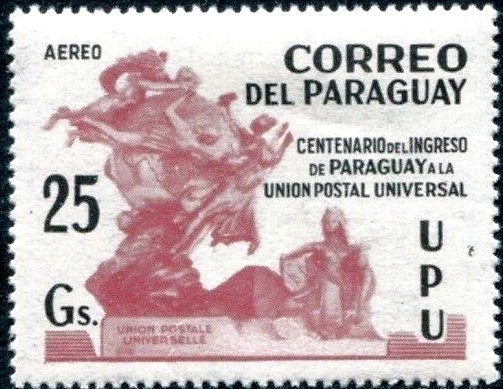 AEREO
CORREO
DEL PARAGUAY
CENTENARIO DEL INGRESO
DE PARAGUAY A LA
UNION POSTAL UNIVERSAL
25
Gs.
UPU
UNION POSTALE
UNIVERSELLE